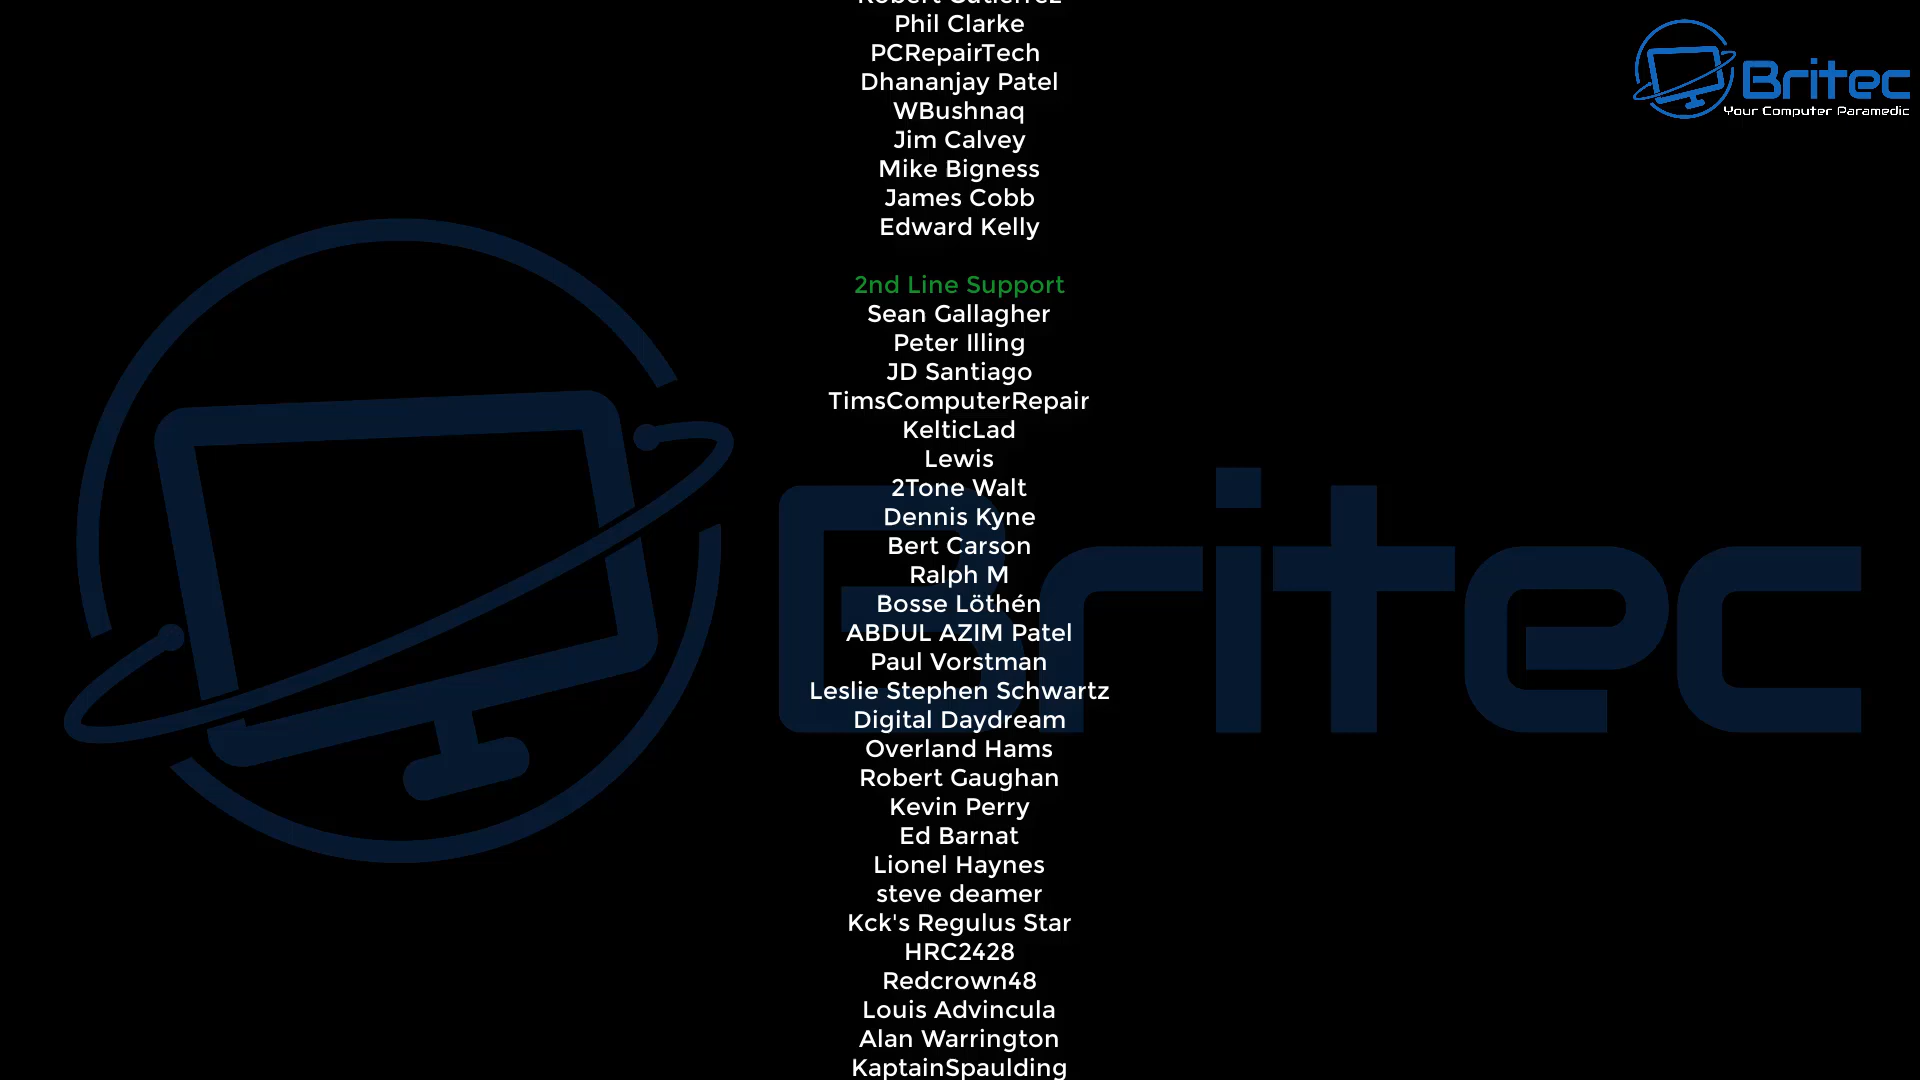 Robert Gutierrez
Phil Clarke
PCRepairTech
Dhananjay Patel
WBushnaq
Jim Calvey
Mike Bigness
James Cobb
Edward Kelly
2nd Line Support
Sean Gallagher
Peter Illing
JD Santiago
TimsComputerRepair
KelticLad
Lewis
2Tone Walt
Dennis Kyne
Bert Carson
Ralph M
Bosse Löthén
ABDUL AZIM Patel
Paul Vorstman
Leslie Stephen Schwartz
Digital Daydream
Overland Hams
Robert Gaughan
Kevin Perry
Ed Barnat
Lionel Haynes
steve deamer
Kck's Regulus Star
HRC2428
Redcrown48
Louis Advincula
Alan Warrington
KaptainSpaulding
Britec
Your Computer Paramedic
Britec